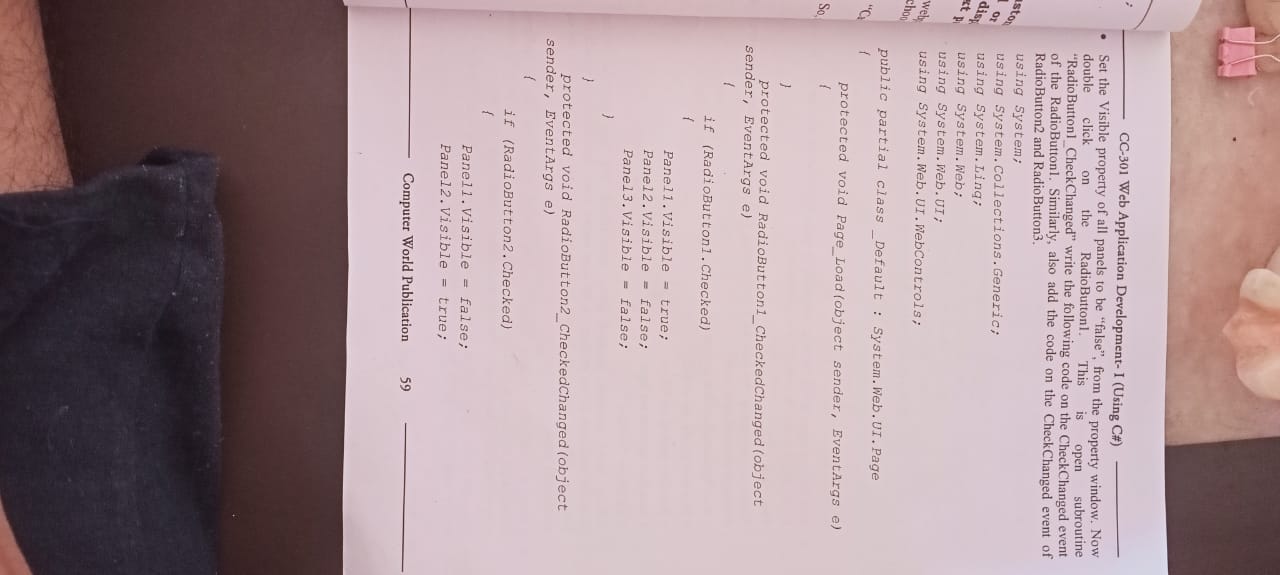 CC-301 Web Application Development- I (Using C#)
• Set the Visible property of all panels to be “false”, from the property window. Now
double click on the RadioButton1. This is open subroutine
“RadioButton1_CheckChanged” write the following code on the CheckChanged event
of the RadioButton1. Similarly, also add the code on the CheckChanged event of
RadioButton2 and RadioButton3.
using System;
using System.Collections.Generic;
using System.Linq;
using System.Web;
using System.Web.UI;
using System.Web.UI.WebControls;
public partial class _Default : System.Web.UI.Page
{
protected void Page_Load(object sender, EventArgs e)
{
}
protected void RadioButton1_CheckedChanged(object
sender, EventArgs e)
{
if (RadioButton1.Checked)
{
Panel1.Visible = true;
Panel2.Visible = false;
Panel3.Visible = false;
}
}
protected void RadioButton2_CheckedChanged(object
sender, EventArgs e)
{
if (RadioButton2.Checked)
{
Panel1.Visible = false;
Panel2.Visible = true;
Computer World Publication 59